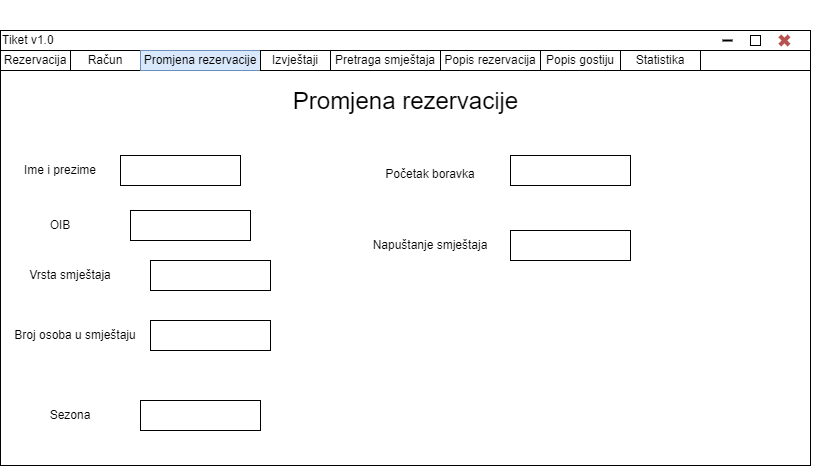 Tiket v1.0
Rezervacija Račun Promjena rezervacije Izvještaji Pretraga smještaja Popis rezervacija Popis gostiju Statistika
Promjena rezervacije
Ime i prezime
Početak boravka
OIB
Napuštanje smještaja
Vrsta smještaja
Broj osoba u smještaju
Sezona